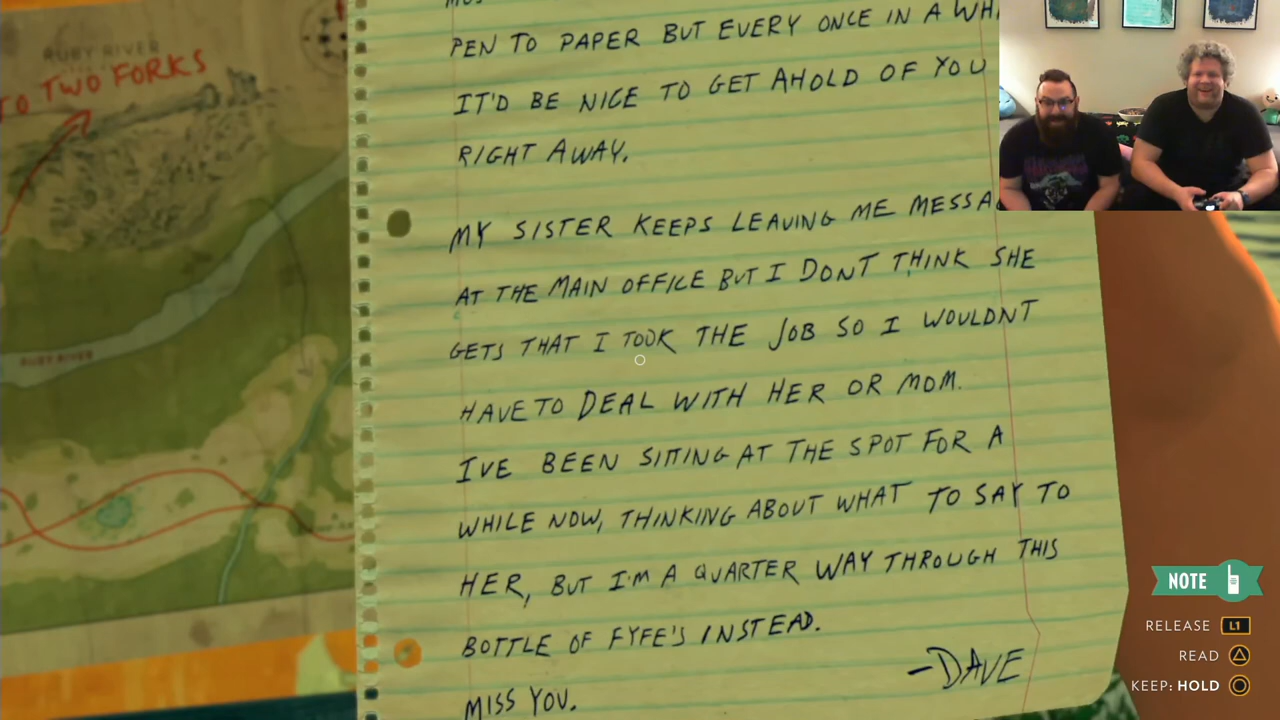 RUBY RIVER
TO TWO FORKS
RUBY RIVER
PEN TO PAPER BUT EVERY ONCE IN A WHI
IT'D BE NICE TO GET AHOLD OF YOU
RIGHT AWAY.
MY SISTER KEEPS LEAVING ME MESSA
AT THE MAIN OFFICE BUT I DONT THINK SHE
GETS THAT I TOOK THE JOB SO I WOULDNT
HAVE TO DEAL WITH HER OR MOM.
IVE BEEN SITTING AT THE SPOT FOR A
WHILE NOW, THINKING ABOUT WHAT TO SAY TO
HER, BUT I'M A QUARTER WAY THROUGH THIS
BOTTLE OF FYFE'S INSTEAD.
MISS YOU.
-DAVE
NOTE
RELEASE L1
READ
KEEP: HOLD